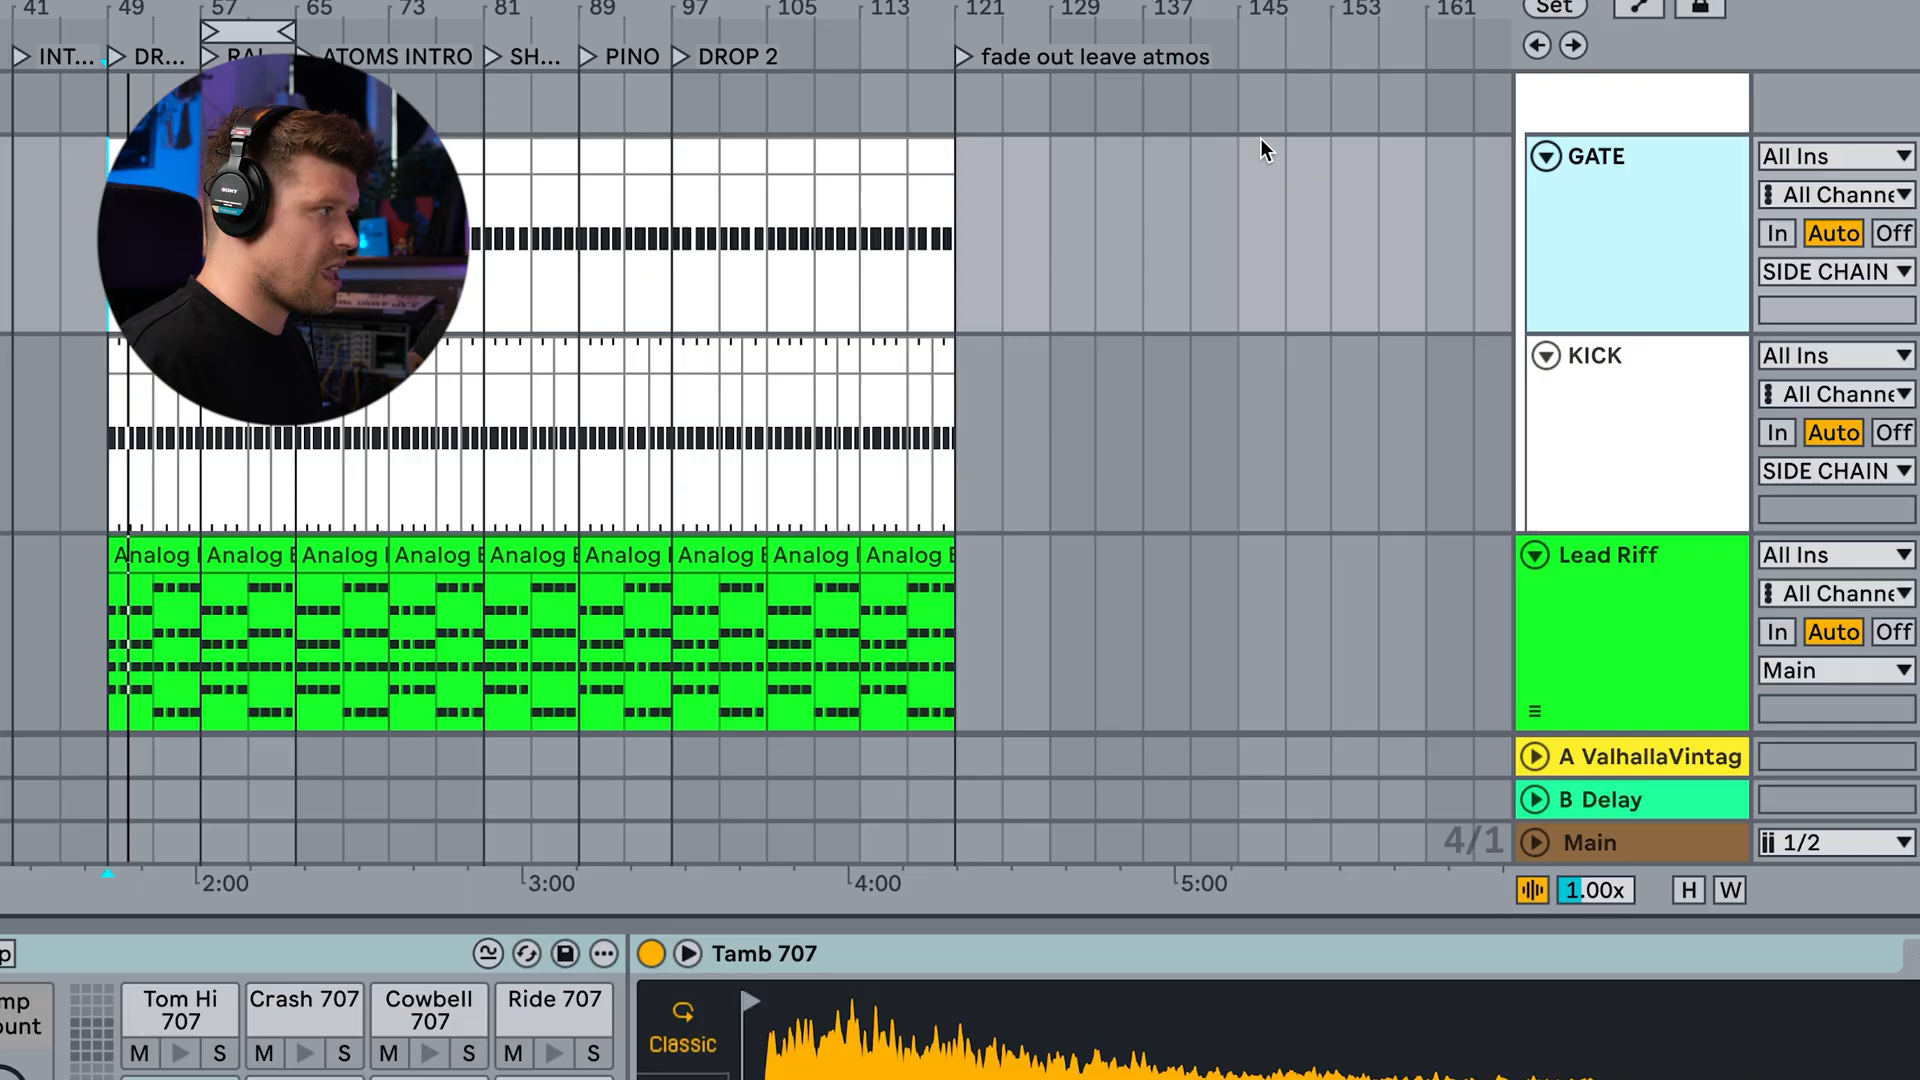 41 49 57 65 73 81 89 97 105 113 121 129 137 145 153 161 Set
INT... DR... ATOMS INTRO SH... PINO DROP 2 fade out leave atmos
GATE All Ins
All Channe
In Auto Off
SIDE CHAIN
SONY
KICK All Ins
All Channe
In Auto Off
SIDE CHAIN
Analog Analog Analog Analog Analog Analog Analog Analog Analog Lead Riff All Ins
All Channe
In Auto Off
Main
A ValhallaVintag
B Delay
4/1 Main 1/2
2:00 3:00 4:00 5:00 1.00x H W
p Tamb 707
mp Tom Hi Crash 707 Cowbell Ride 707
ount 707 707
M S M S M S M S
Classic